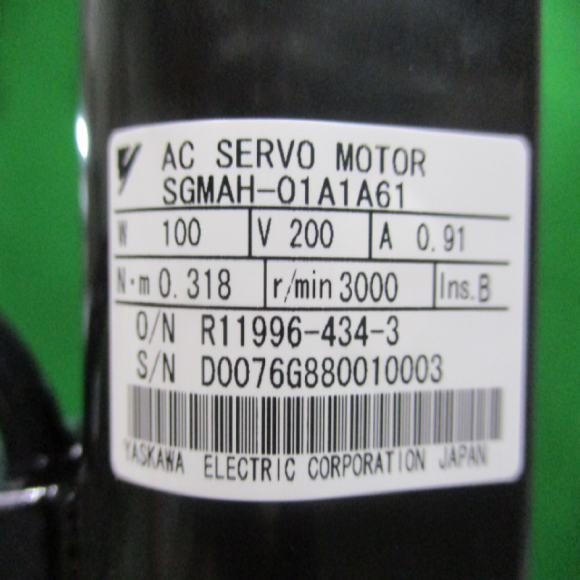 AC SERVO MOTOR
SGMAH-01A1A61
W 100 V 200 A 0.91
N·m 0.318 r/min 3000 Ins.B
O/N R11996-434-3
S/N D0076G880010003
YASKAWA ELECTRIC CORPORATION JAPAN